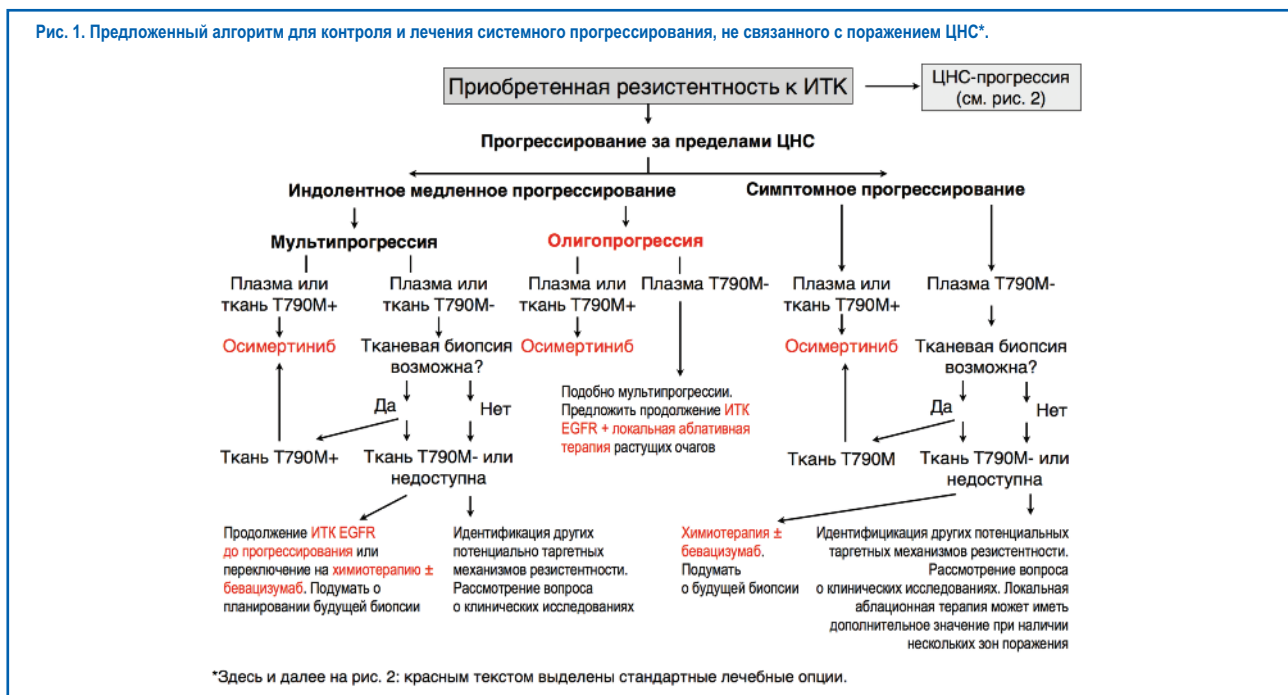 Рис. 1. Предложенный алгоритм для контроля и лечения системного прогрессирования, не связанного с поражением ЦНС*.
Приобретенная резистентность к ИТК
ЦНС-прогрессия
(см. рис. 2)
Прогрессирование за пределами ЦНС
Индолентное медленное прогрессирование
Симптомное прогрессирование
Мультипрогрессия
Олигопрогрессия
Плазма или
ткань T790M+
Плазма или
ткань T790M-
Плазма или
ткань T790M+
Плазма T790M-
Плазма или
ткань T790M+
Плазма T790M-
Осимертиниб
Тканевая биопсия
возможна?
Осимертиниб
Осимертиниб
Тканевая биопсия
возможна?
Подобно мультипрогрессии.
Предложить продолжение ИТК
EGFR + локальная аблативная
терапия растущих очагов
Да
Нет
Да
Нет
Ткань T790M+
Ткань T790M- или
недоступна
Ткань T790M
Ткань T790M- или
недоступна
Продолжение ИТК EGFR
до прогрессирования или
переключение на химиотерапию ±
бевацизумаб. Подумать о
планировании будущей биопсии
Идентификация других
потенциально таргетных
механизмов резистентности.
Рассмотрение вопроса
о клинических исследованиях
Химиотерапия ±
бевацизумаб.
Подумать
о будущей биопсии
Идентифицикация других потенциальных
таргетных механизмов резистентности.
Рассмотрение вопроса
о клинических исследованиях. Локальная
аблационная терапия может иметь
дополнительное значение при наличии
нескольких зон поражения
*Здесь и далее на рис. 2: красным текстом выделены стандартные лечебные опции.